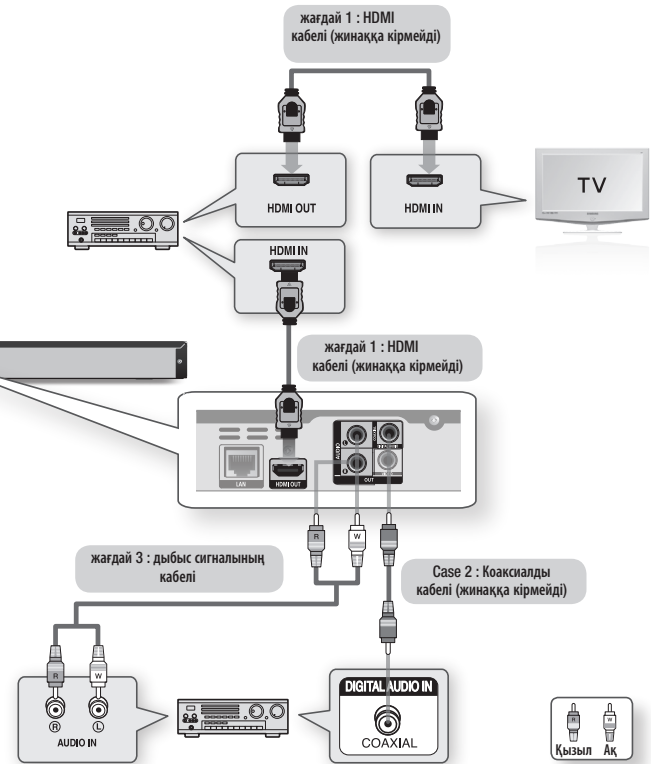 жағдай 1 : HDMI
кабелі (жинаққа кірмейді)
HDMI OUT
HDMI IN
TV
HDMI IN
жағдай 1 : HDMI
кабелі (жинаққа кірмейді)
LAN
HDMI OUT
AUDIO
L
R
OUT
R
W
жағдай 3 : дыбыс сигналының
кабелі
Case 2 : Коаксиалды
кабелі (жинаққа кірмейді)
R
W
R
L
AUDIO IN
DIGITAL AUDIO IN
COAXIAL
R
W
Қызыл Ақ